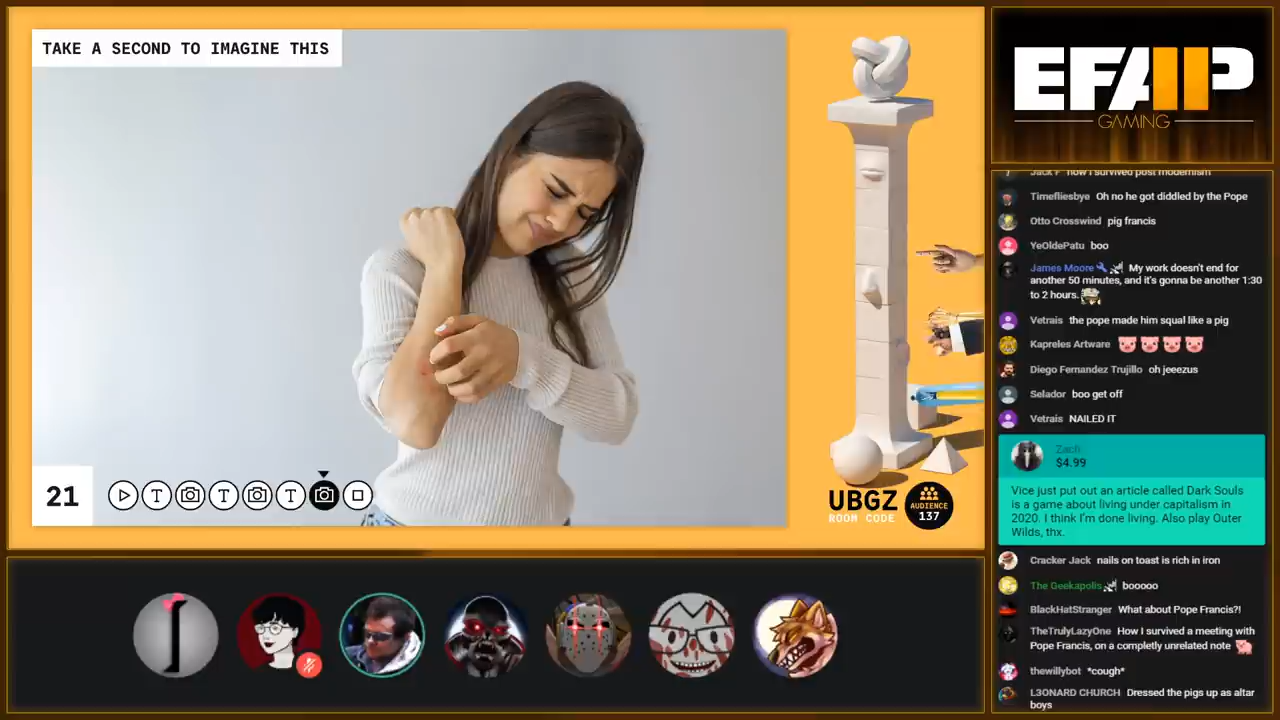 TAKE A SECOND TO IMAGINE THIS
21
T
T
T
UBGZ
ROOM CODE
AUDIENCE
137
EFAP
GAMING
Jack P how I survived post modernism
Timefliesbye Oh no he got diddled by the Pope
Otto Crosswind pig francis
YeOldePatu boo
James Moore My work doesn't end for
another 50 minutes, and it's gonna be another 1:30
to 2 hours.
Vetrais the pope made him squal like a pig
Kapreles Artware
Diego Fernandez Trujillo oh jeeezus
Selador boo get off
Vetrais NAILED IT
Zach
$4.99
Vice just put out an article called Dark Souls
is a game about living under capitalism in
2020. I think I'm done living. Also play Outer
Wilds, thx.
Cracker Jack nails on toast is rich in iron
The Geekapolis booooo
BlackHatStranger What about Pope Francis?!
TheTrulyLazyOne How I survived a meeting with
Pope Francis, on a completly unrelated note
thewillybot *cough*
L3ONARD CHURCH Dressed the pigs up as altar
boys